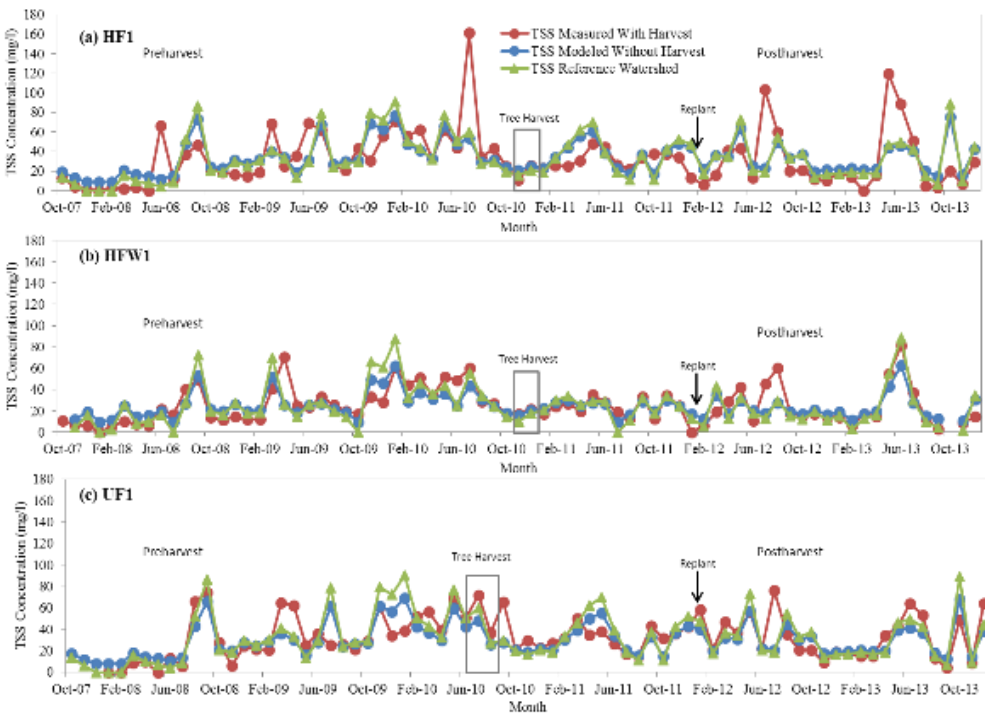 (a) HF1
Preharvest
TSS Measured With Harvest
TSS Modeled Without Harvest
TSS Reference Watershed
Postharvest
Tree Harvest
Replant
TSS Concentration (mg/l)
180
160
140
120
100
80
60
40
20
0
Oct-07 Feb-08 Jun-08 Oct-08 Feb-09 Jun-09 Oct-09 Feb-10 Jun-10 Oct-10 Feb-11 Jun-11 Oct-11 Feb-12 Jun-12 Oct-12 Feb-13 Jun-13 Oct-13
Month
(b) HFW1
Preharvest
Postharvest
Tree Harvest
Replant
TSS Concentration (mg/l)
180
160
140
120
100
80
60
40
20
0
Oct-07 Feb-08 Jun-08 Oct-08 Feb-09 Jun-09 Oct-09 Feb-10 Jun-10 Oct-10 Feb-11 Jun-11 Oct-11 Feb-12 Jun-12 Oct-12 Feb-13 Jun-13 Oct-13
Month
(c) UF1
Preharvest
Tree Harvest
Replant
Postharvest
TSS Concentration (mg/l)
180
160
140
120
100
80
60
40
20
0
Oct-07 Feb-08 Jun-08 Oct-08 Feb-09 Jun-09 Oct-09 Feb-10 Jun-10 Oct-10 Feb-11 Jun-11 Oct-11 Feb-12 Jun-12 Oct-12 Feb-13 Jun-13 Oct-13
Month